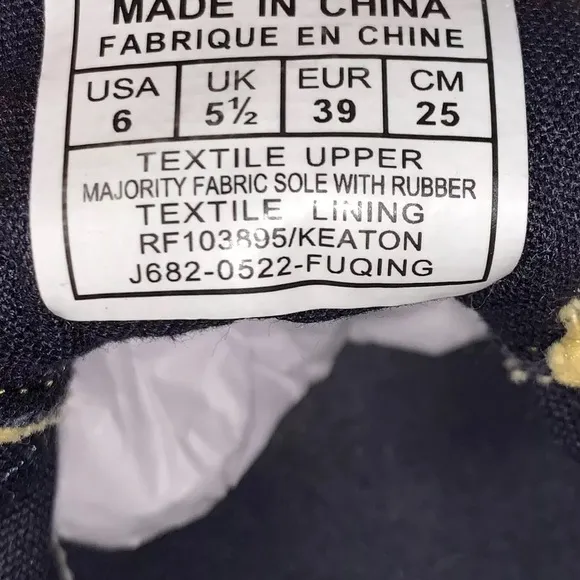 MADE IN CHINA
FABRIQUE EN CHINE
USA UK EUR CM
6 5½ 39 25
TEXTILE UPPER
MAJORITY FABRIC SOLE WITH RUBBER
TEXTILE LINING
RF103895/KEATON
J682-0522-FUQING